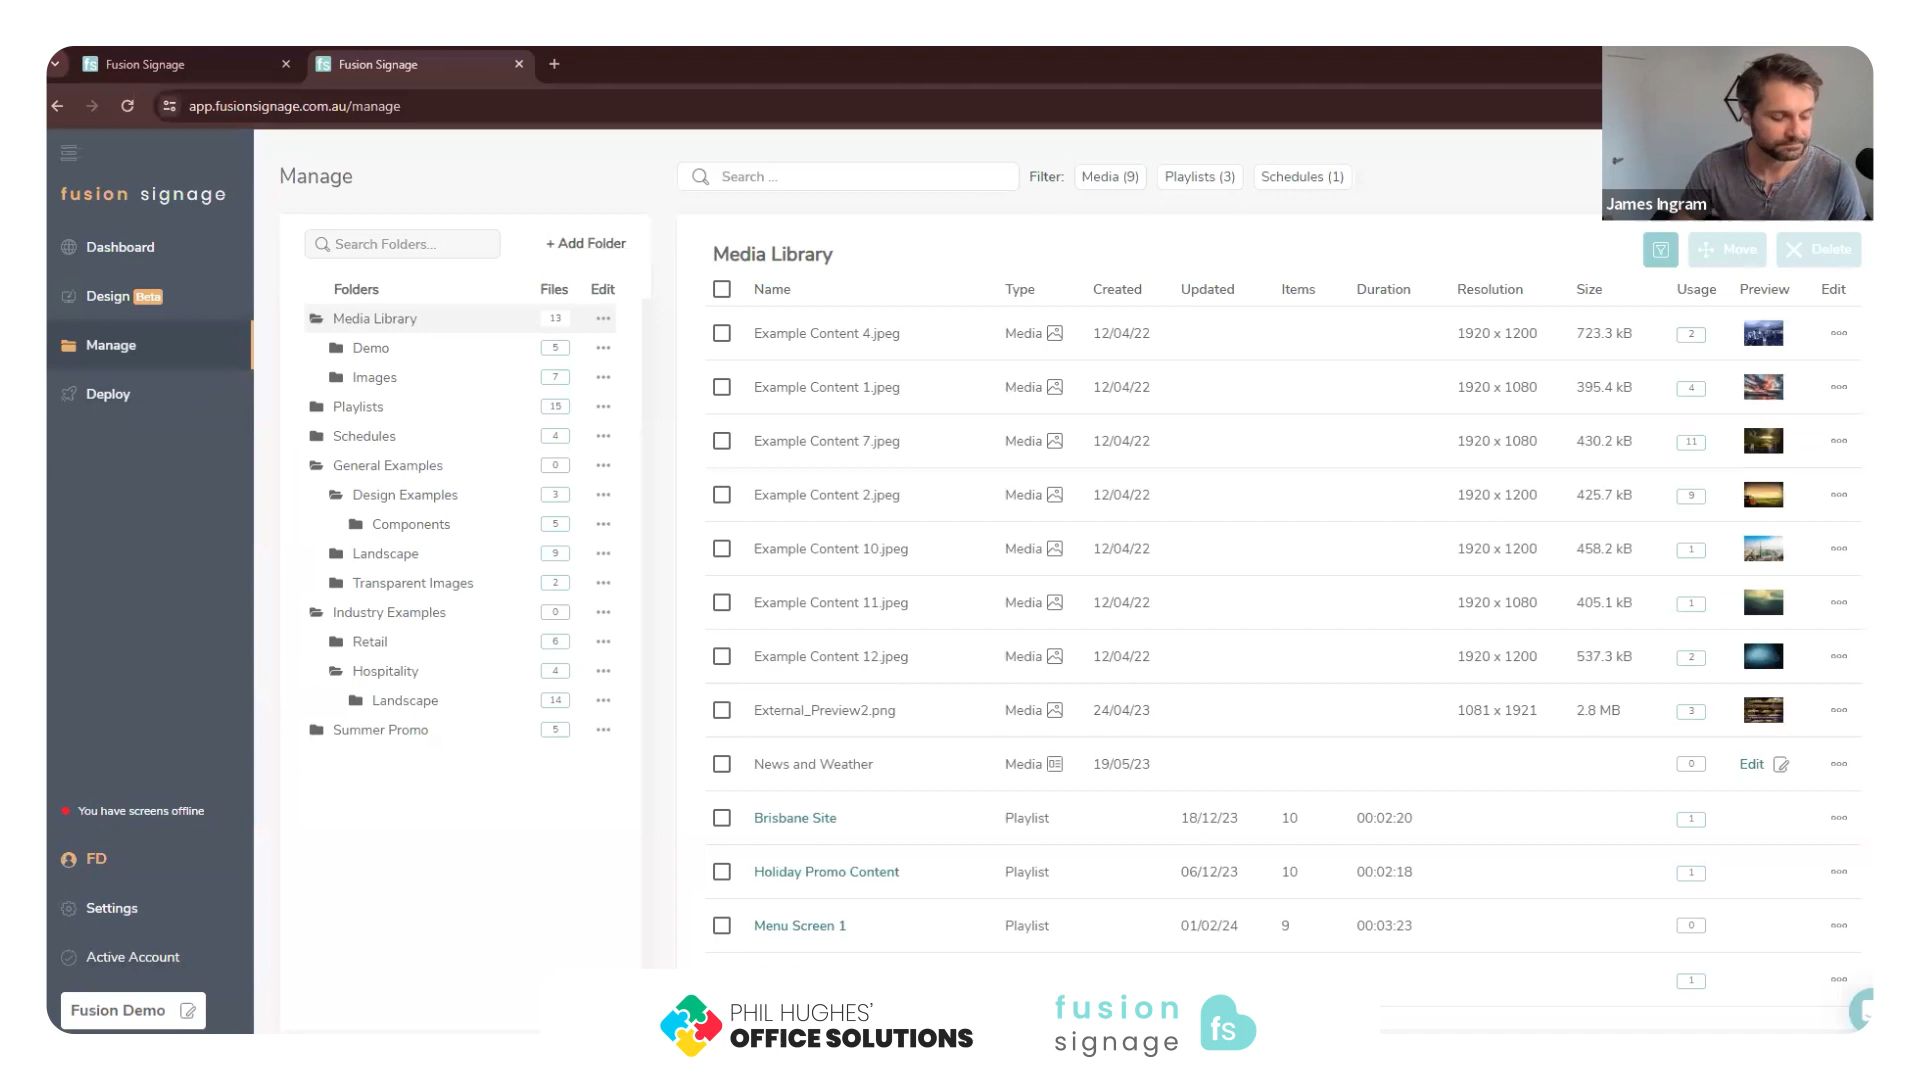 Fusion Signage
Fusion Signage
app.fusionsignage.com.au/manage
James Ingram
fusion signage
Dashboard
Design Beta
Manage
Deploy
You have screens offline
FD
Settings
Active Account
Fusion Demo
Manage
Search ...
Filter: Media (9) Playlists (3) Schedules (1)
Search Folders...
+ Add Folder
Folders Files Edit
Media Library 13
Demo 5
Images 7
Playlists 15
Schedules 4
General Examples 0
Design Examples 3
Components 5
Landscape 9
Transparent Images 2
Industry Examples 0
Retail 6
Hospitality 4
Landscape 14
Summer Promo 5
Media Library
Move Delete
Name Type Created Updated Items Duration Resolution Size Usage Preview Edit
Example Content 4.jpeg Media 12/04/22 1920 x 1200 723.3 kB 2
Example Content 1.jpeg Media 12/04/22 1920 x 1080 395.4 kB 4
Example Content 7.jpeg Media 12/04/22 1920 x 1080 430.2 kB 11
Example Content 2.jpeg Media 12/04/22 1920 x 1200 425.7 kB 9
Example Content 10.jpeg Media 12/04/22 1920 x 1200 458.2 kB 1
Example Content 11.jpeg Media 12/04/22 1920 x 1080 405.1 kB 1
Example Content 12.jpeg Media 12/04/22 1920 x 1200 537.3 kB 2
External_Preview2.png Media 24/04/23 1081 x 1921 2.8 MB 3
News and Weather Media 19/05/23 0 Edit
Brisbane Site Playlist 18/12/23 10 00:02:20 1
Holiday Promo Content Playlist 06/12/23 10 00:02:18 1
Menu Screen 1 Playlist 01/02/24 9 00:03:23 0
1
PHIL HUGHES'
OFFICE SOLUTIONS
fusion
signage
fs